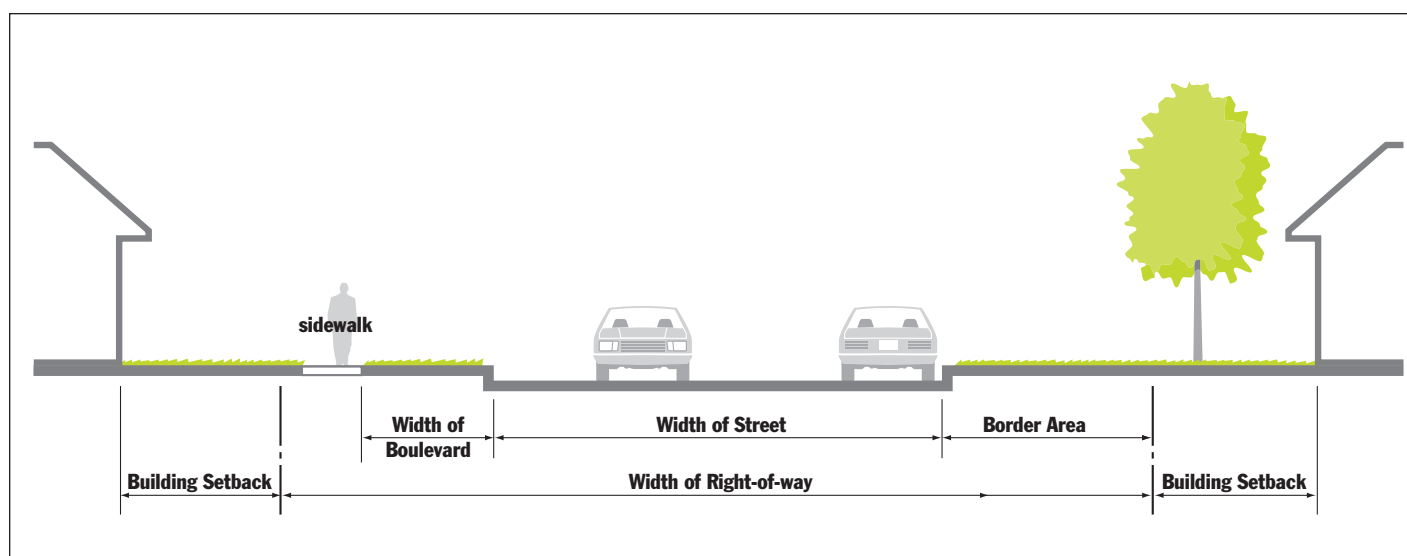 sidewalk
Width of
Boulevard
Width of Street
Border Area
Building Setback
Width of Right-of-way
Building Setback